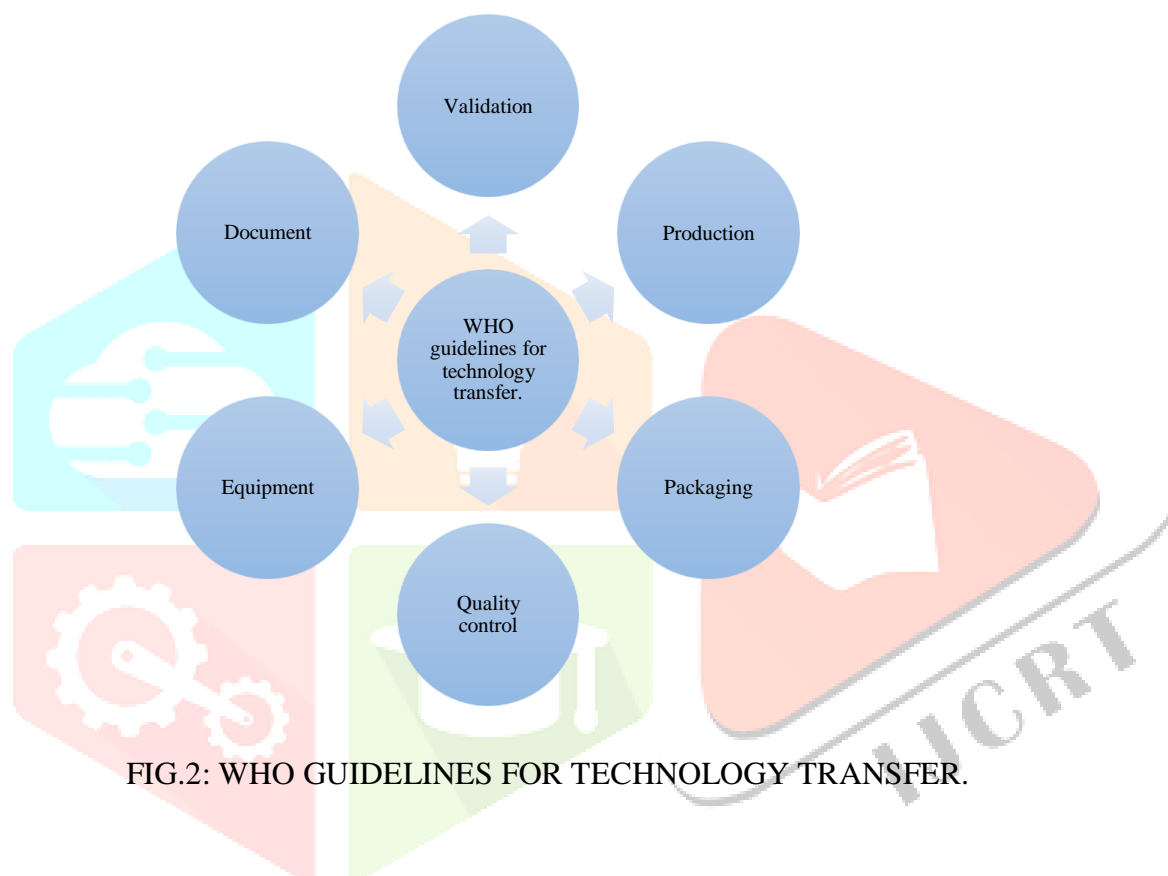 Validation
Document
Production
WHO
guidelines for
technology
transfer.
Equipment
Packaging
Quality
control
IJCRT
FIG.2: WHO GUIDELINES FOR TECHNOLOGY TRANSFER.